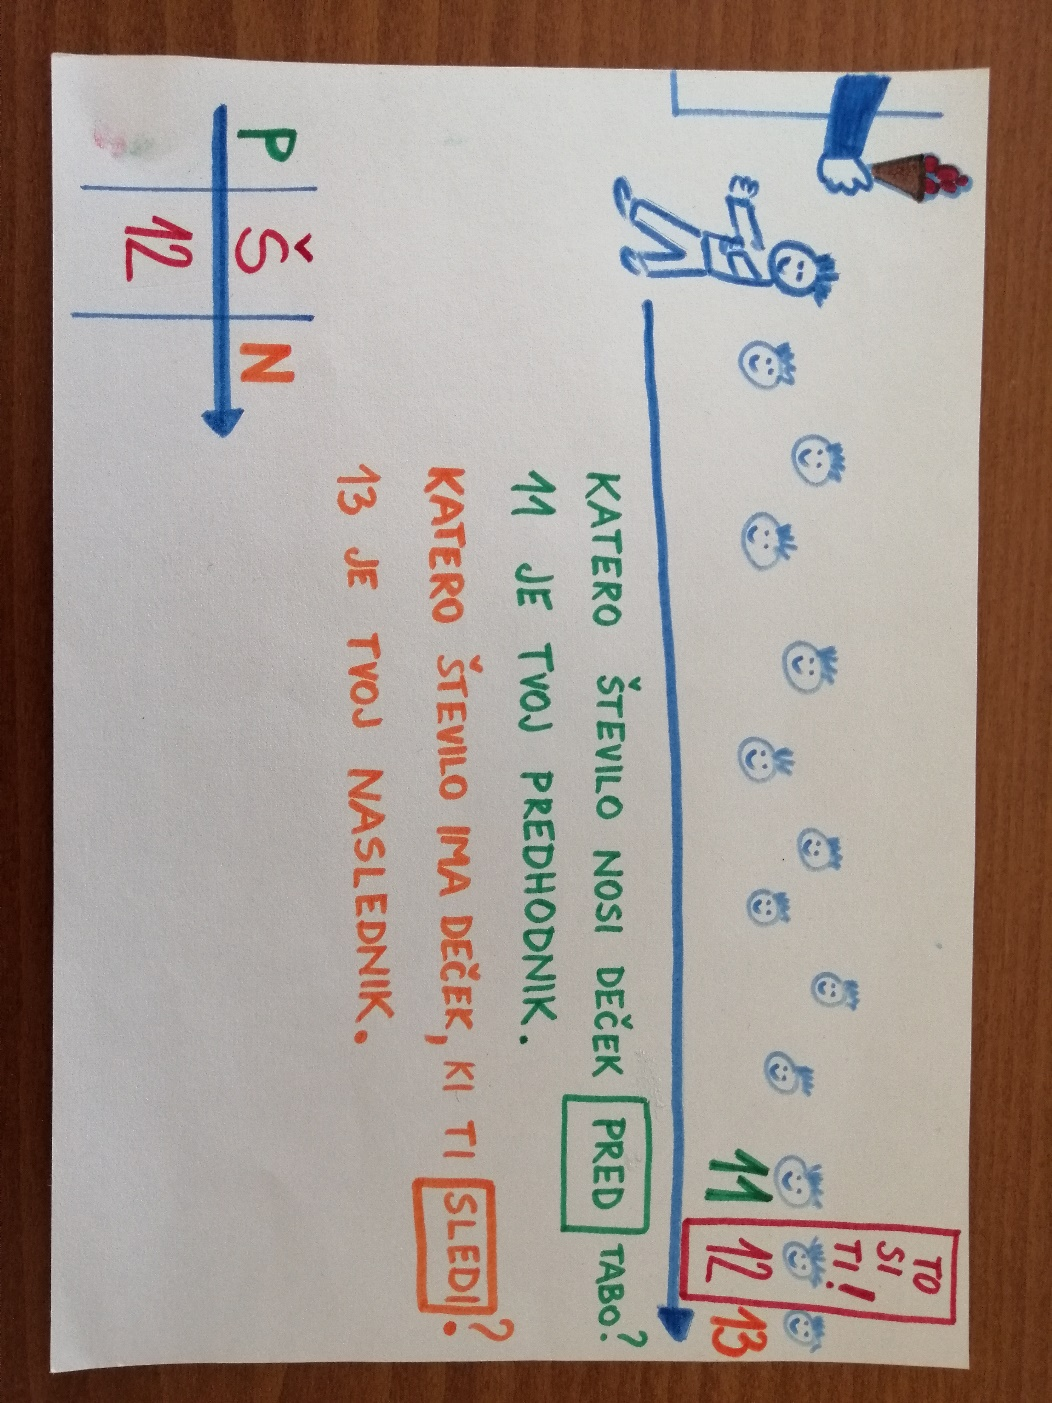 TO
SI
TI!
11 12 13
KATERO ŠTEVILO NOSI DEČEK PRED TABO?
11 JE TVOJ PREDHODNIK.
KATERO ŠTEVILO IMA DEČEK, KI TI SLEDI?
13 JE TVOJ NASLEDNIK.
P Š N
12